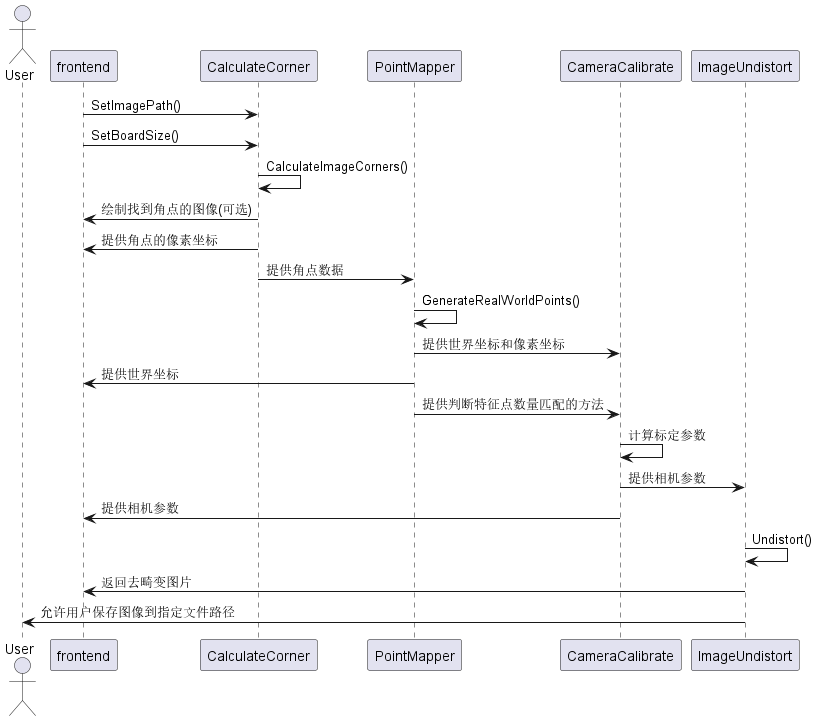 User
frontend
CalculateCorner
PointMapper
CameraCalibrate
ImageUndistort
SetImagePath()
SetBoardSize()
CalculateImageCorners()
绘制找到角点的图像(可选)
提供角点的像素坐标
提供角点数据
GenerateRealWorldPoints()
提供世界坐标和像素坐标
提供世界坐标
提供判断特征点数量匹配的方法
计算标定参数
提供相机参数
提供相机参数
Undistort()
返回去畸变图片
允许用户保存图像到指定文件路径
User
frontend
CalculateCorner
PointMapper
CameraCalibrate
ImageUndistort